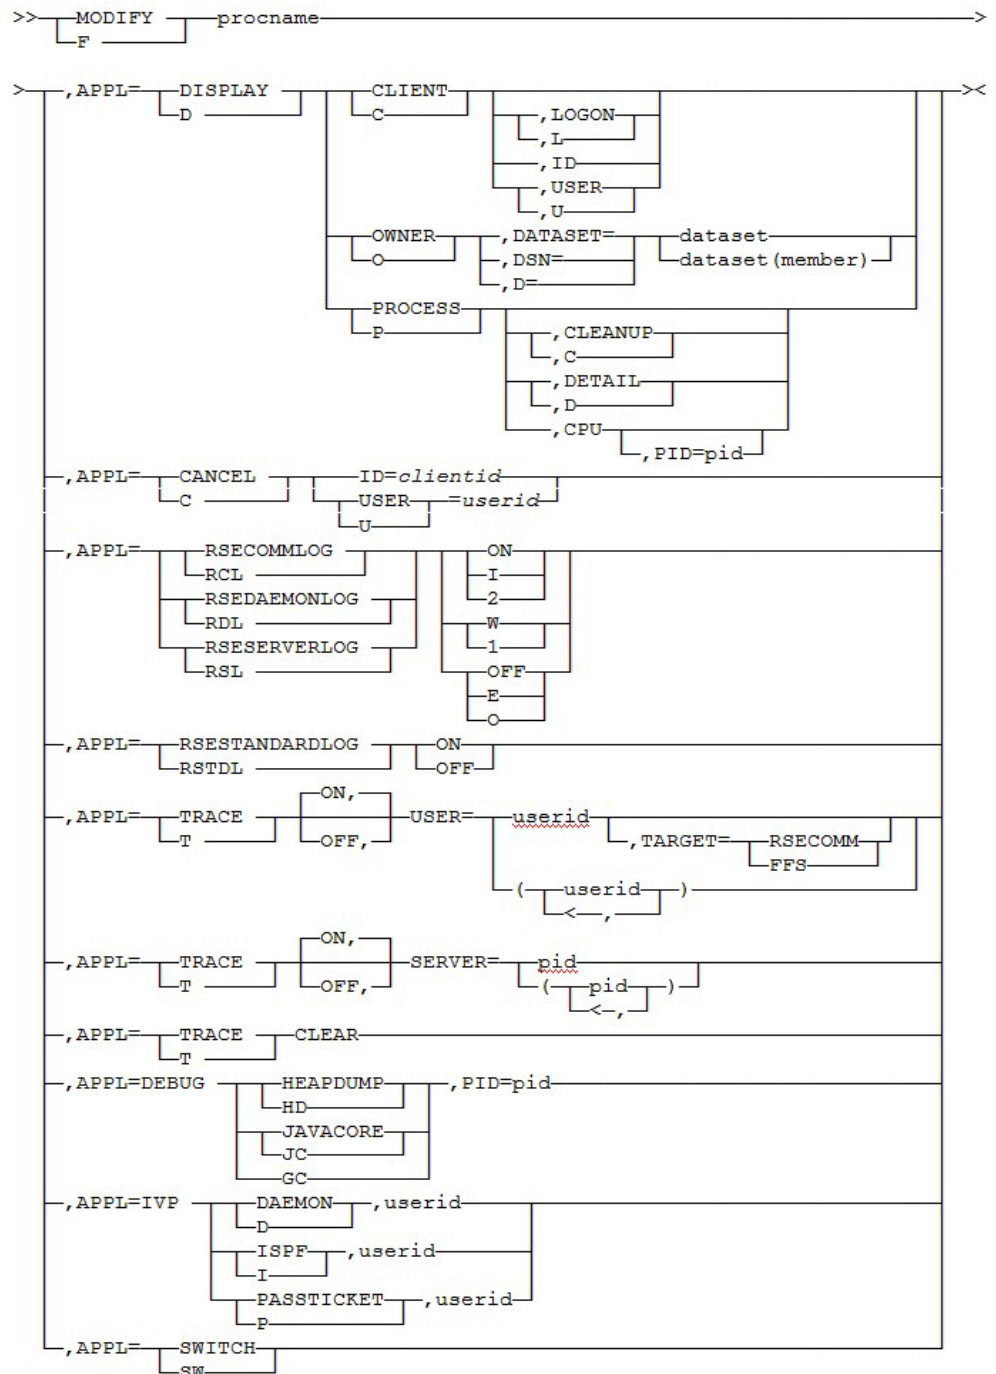 >> MODIFY procname >
F
> ,APPL= DISPLAY CLIENT ><
D C ,LOGON
,L
,ID
,USER
,U
OWNER ,DATASET= dataset
O ,DSN= dataset(member)
,D=
PROCESS
P ,CLEANUP
,C
,DETAIL
,D
,CPU
,PID=pid
,APPL= CANCEL ID=clientid
C USER =userid
U
,APPL= RSECOMMLOG ON
RCL I
RSEDAEMONLOG 2
RDL W
RSESERVERLOG 1
RSL OFF
E
O
,APPL= RSESTANDARDLOG ON
RSTDL OFF
ON,
,APPL= TRACE USER= userid
T OFF, ,TARGET= RSECOMM
FFS
( userid )
< ,
ON,
,APPL= TRACE SERVER= pid
T OFF, ( pid )
< ,
,APPL= TRACE CLEAR
T
,APPL=DEBUG HEAPDUMP ,PID=pid
HD
JAVACORE
JC
GC
,APPL=IVP DAEMON ,userid
D
ISPF ,userid
I
PASSTICKET ,userid
P
,APPL= SWITCH
SW